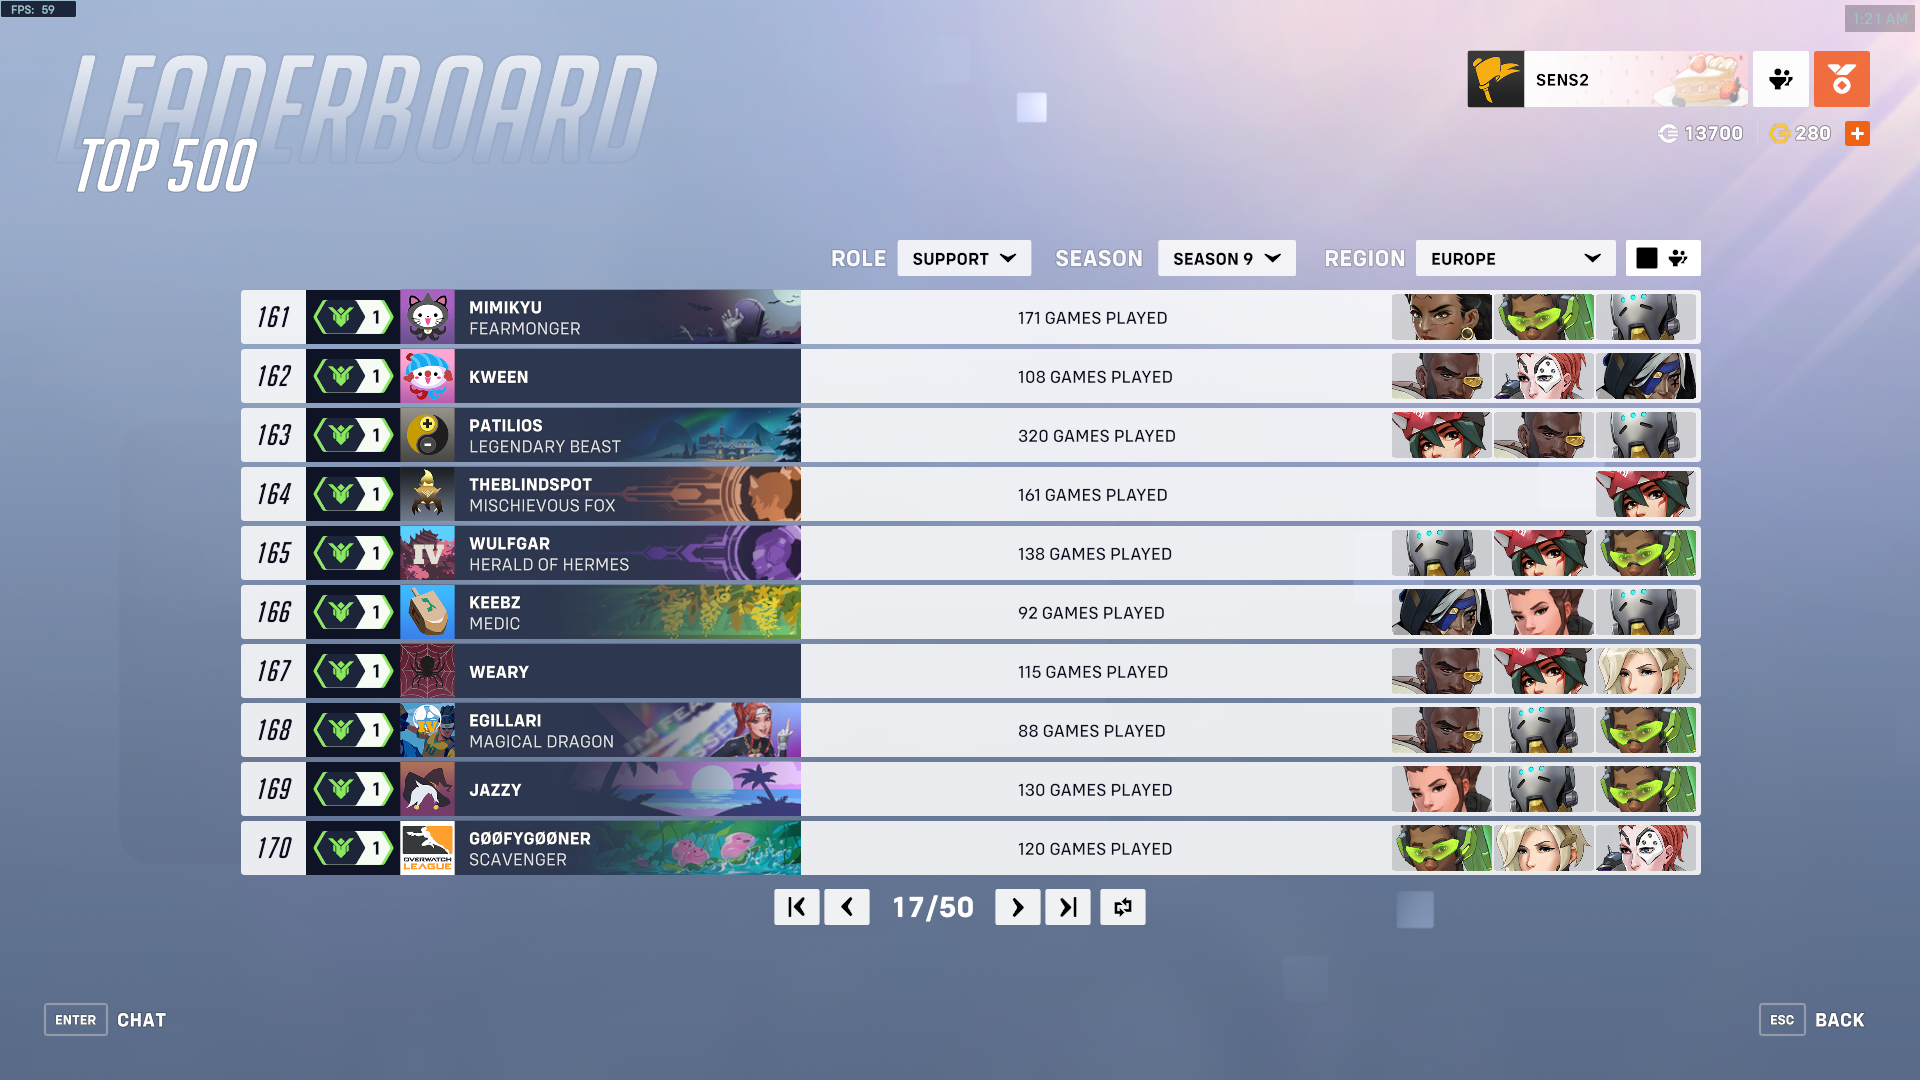 FPS: 59
1:21 AM
LEADERBOARD
TOP 500
SENS2
13700
280
ROLE SUPPORT SEASON SEASON 9 REGION EUROPE
161 1 MIMIKYU 171 GAMES PLAYED
FEARMONGER
162 1 KWEEN 108 GAMES PLAYED
163 1 PATILIOS 320 GAMES PLAYED
LEGENDARY BEAST
164 1 THEBLINDSPOT 161 GAMES PLAYED
MISCHIEVOUS FOX
165 IV 1 WULFGAR 138 GAMES PLAYED
HERALD OF HERMES
166 1 KEEBZ 92 GAMES PLAYED
MEDIC
167 1 WEARY 115 GAMES PLAYED
168 1 EGILLARI 88 GAMES PLAYED
MAGICAL DRAGON
169 1 JAZZY 130 GAMES PLAYED
170 1 GØØFYGØØNER 120 GAMES PLAYED
SCAVENGER
OVERWATCH
LEAGUE
17/50
ENTER CHAT
ESC BACK